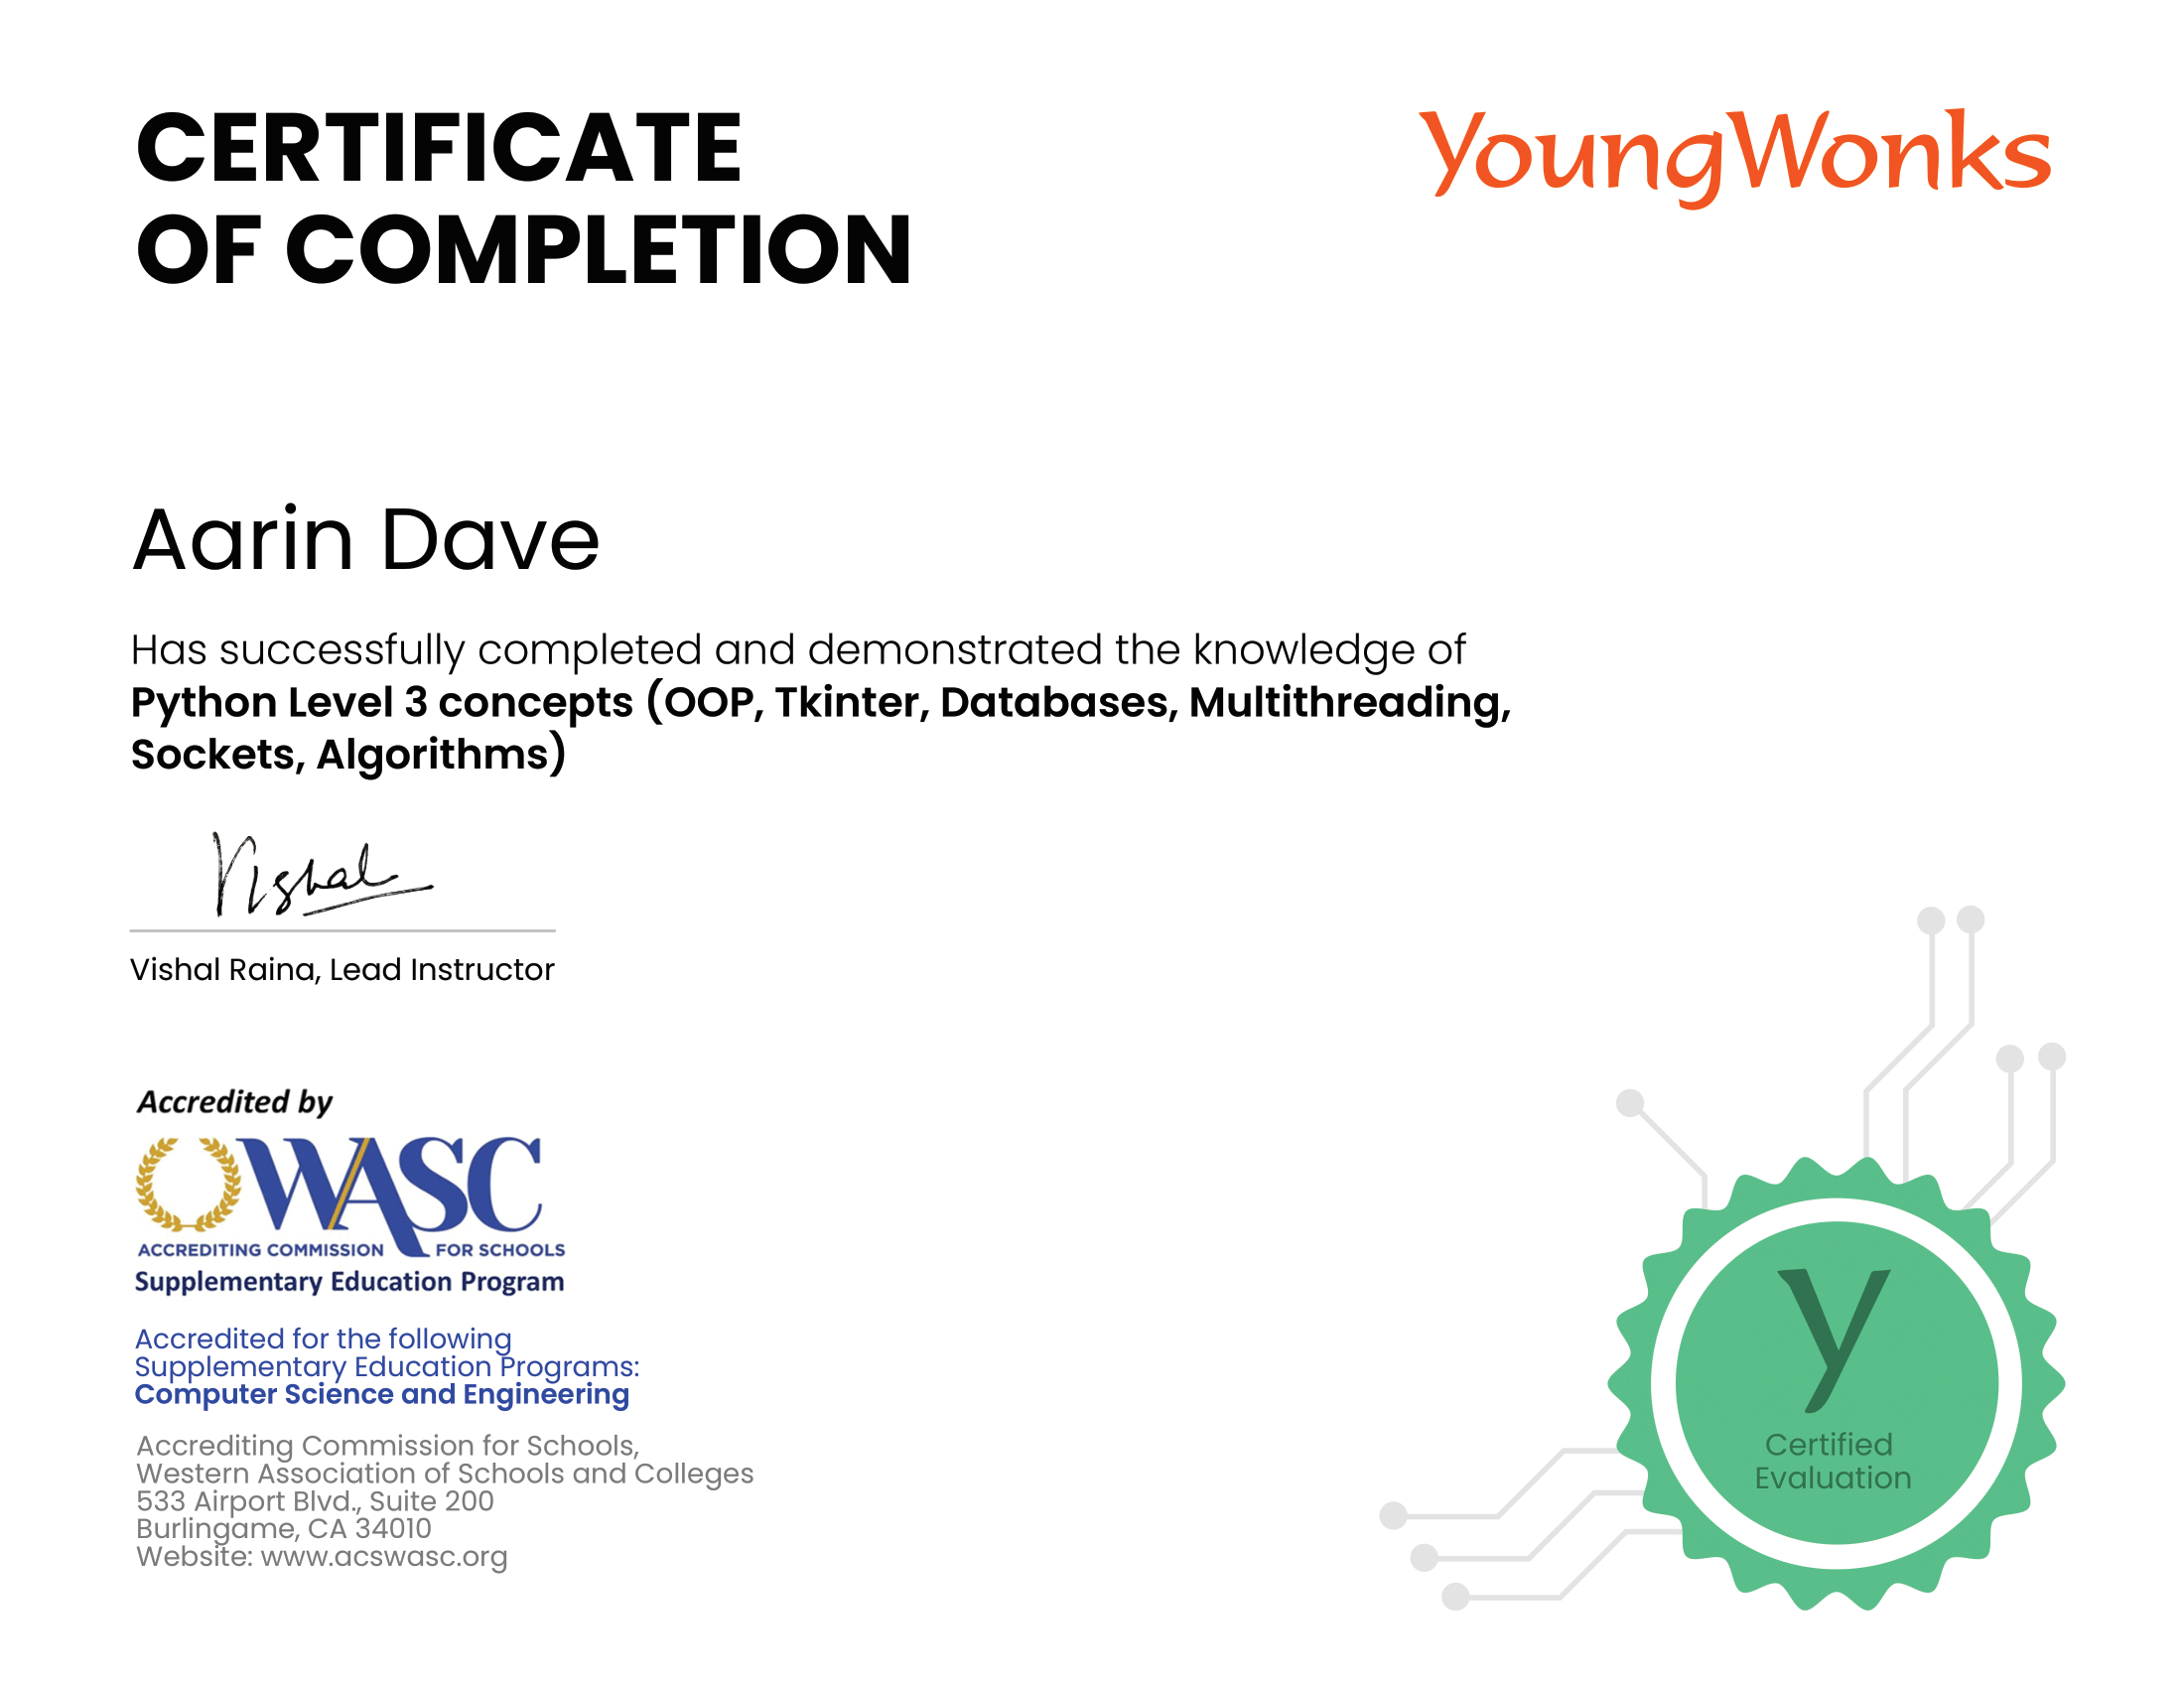 CERTIFICATE
OF COMPLETION
YoungWonks
Aarin Dave
Has successfully completed and demonstrated the knowledge of
Python Level 3 concepts (OOP, Tkinter, Databases, Multithreading,
Sockets, Algorithms)
Vishal
Vishal Raina, Lead Instructor
Accredited by
WASC
ACCREDITING COMMISSION FOR SCHOOLS
Supplementary Education Program
Accredited for the following
Supplementary Education Programs:
Computer Science and Engineering
Accrediting Commission for Schools,
Western Association of Schools and Colleges
533 Airport Blvd., Suite 200
Burlingame, CA 34010
Website: www.acswasc.org
y
Certified
Evaluation